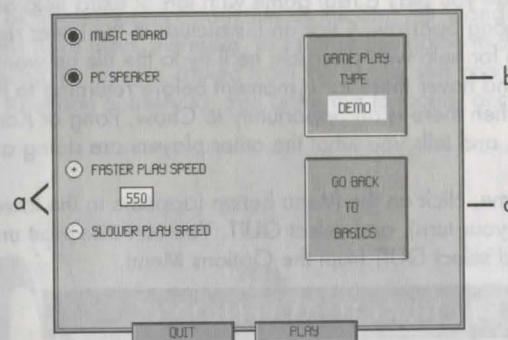 MUSIC BOARD
PC SPEAKER
GAME PLAY
TYPE
DEMO
b
a
FASTER PLAY SPEED
550
SLOWER PLAY SPEED
GO BACK
TO
BASICS
QUIT
PLAY